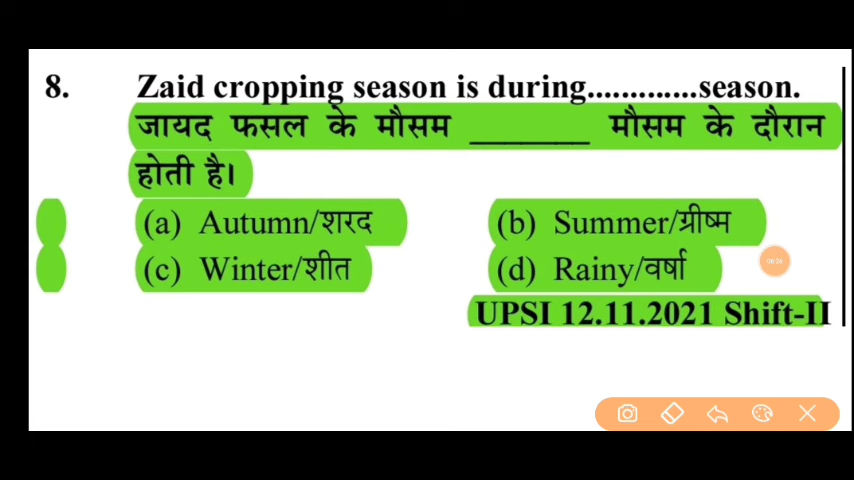 8. Zaid cropping season is during.............season.
जायद फसल के मौसम ________ मौसम के दौरान
होती है।
(a) Autumn/शरद (b) Summer/ग्रीष्म
(c) Winter/शीत (d) Rainy/वर्षा
UPSI 12.11.2021 Shift-II